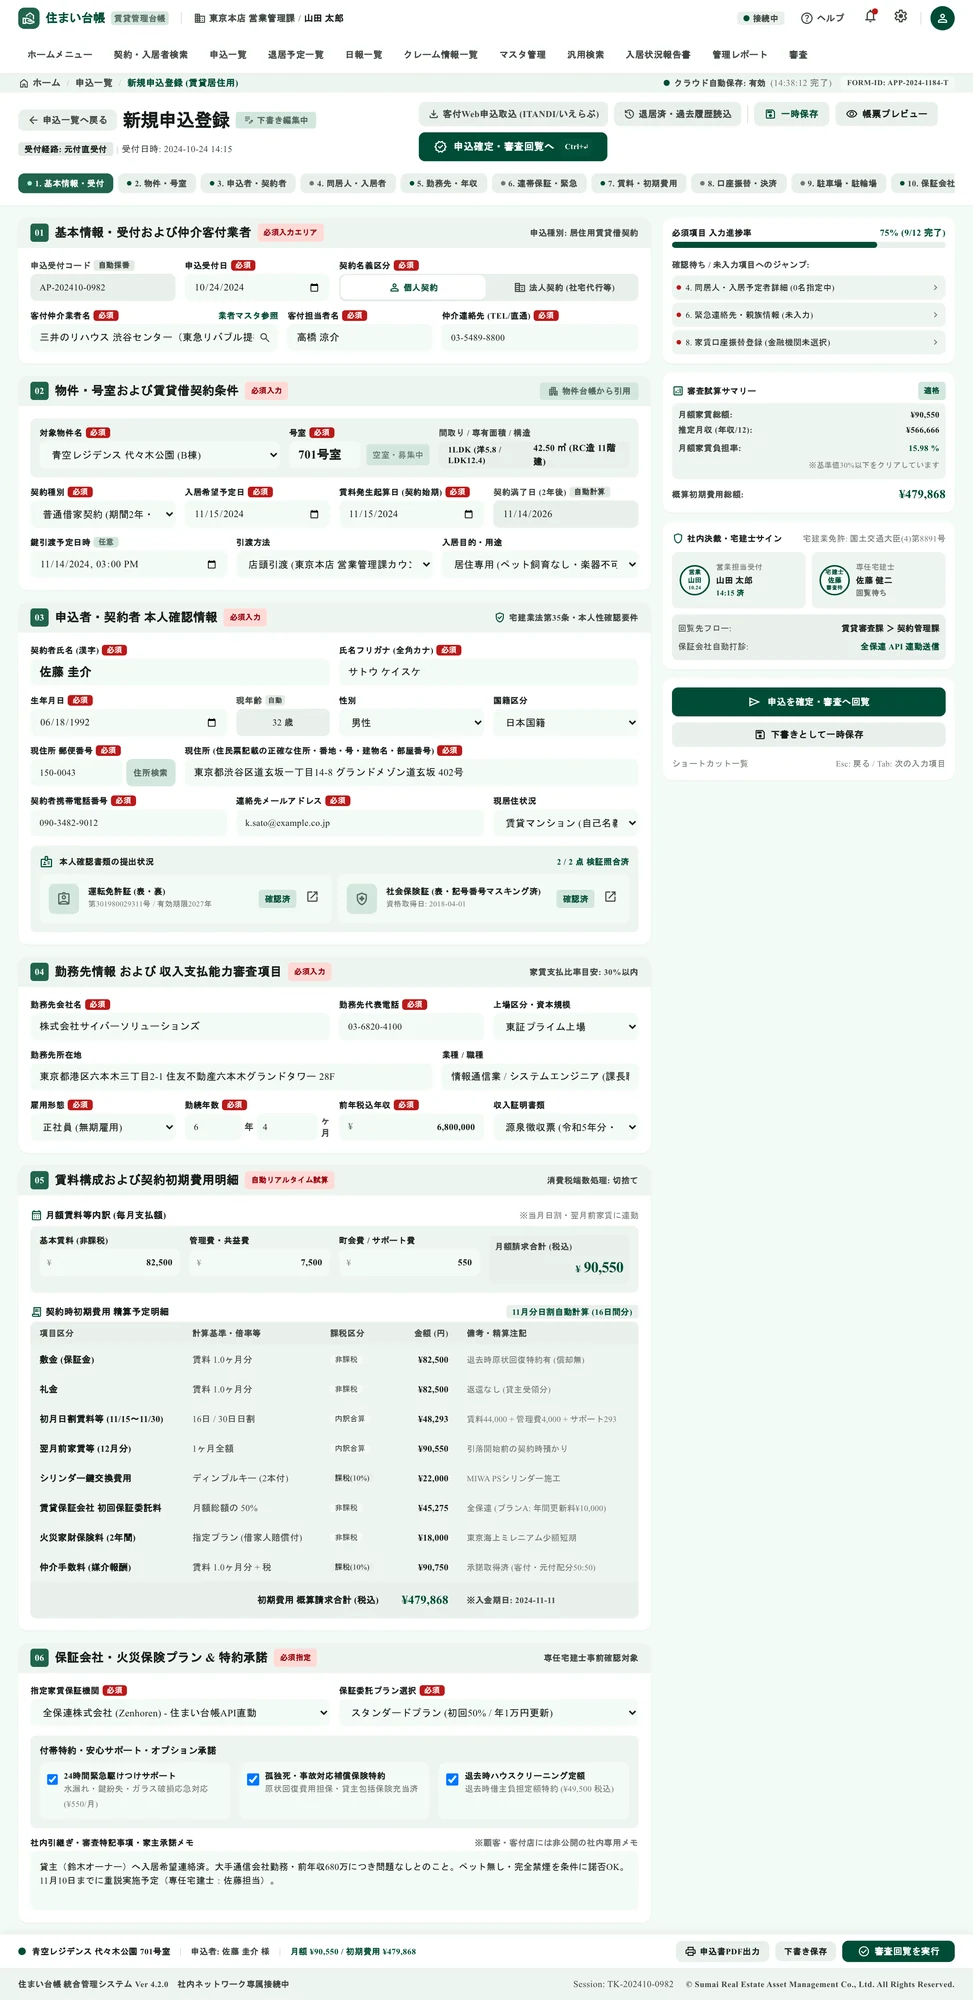 住まい台帳 賃貸管理台帳 東京本店 営業管理課 / 山田 太郎 接続中 ヘルプ
ホームメニュー 契約・入居者検索 申込一覧 退居予定一覧 日報一覧 クレーム情報一覧 マスタ管理 汎用検索 入居状況報告書 管理レポート 審査
ホーム / 申込一覧 / 新規申込登録 (賃貸居住用) クラウド自動保存: 有効 (14:38:12 完了) FORM-ID: APP-2024-1184-T
申込一覧へ戻る 新規申込登録 下書き編集中 客付Web申込取込 (ITANDI/いえらぶ) 退居済・過去履歴読込 一時保存 帳票プレビュー
受付経路: 元付直受付 受付日時: 2024-10-24 14:15 申込確定・審査回覧へ Ctrl+↵
1. 基本情報・受付 2. 物件・号室 3. 申込者・契約者 4. 同居人・入居者 5. 勤務先・年収 6. 連帯保証・緊急 7. 賃料・初期費用 8. 口座振替・決済 9. 駐車場・駐輪場 10. 保証会社
01 基本情報・受付および仲介客付業者 必須入力エリア 申込種別: 居住用賃貸借契約
申込受付コード 自動採番 申込受付日 必須 契約名義区分 必須
AP-202410-0982 10/24/2024 個人契約 法人契約 (社宅代行等)
客付仲介業者名 必須 業者マスタ参照 客付担当者名 必須 仲介連絡先 (TEL/直通) 必須
三井のリハウス 渋谷センター（東急リバブル提 高橋 涼介 03-5489-8800
02 物件・号室および賃貸借契約条件 必須入力 物件台帳から引用
対象物件名 必須 号室 必須 間取り / 専有面積 / 構造
青空レジデンス 代々木公園 (B棟) 701号室 空室・募集中 1LDK (洋5.8 / LDK12.4) 42.50 ㎡ (RC造 11階建)
契約種別 必須 入居希望予定日 必須 賃料発生起算日 (契約始期) 必須 契約満了日 (2年後) 自動計算
普通借家契約 (期間2年・ 11/15/2024 11/15/2024 11/14/2026
鍵引渡予定日時 任意 引渡方法 入居目的・用途
11/14/2024, 03:00 PM 店頭引渡 (東京本店 営業管理課カウン 居住専用 (ペット飼育なし・楽器不可
03 申込者・契約者 本人確認情報 必須入力 宅建業法第35条・本人性確認要件
契約者氏名 (漢字) 必須 氏名フリガナ (全角カナ) 必須
佐藤 圭介 サトウ ケイスケ
生年月日 必須 現年齢 自動 性別 国籍区分
06/18/1992 32 歳 男性 日本国籍
現住所 郵便番号 必須 現住所 (住民票記載の正確な住所・番地・号・建物名・部屋番号) 必須
150-0043 住所検索 東京都渋谷区道玄坂一丁目14-8 グランドメゾン道玄坂 402号
契約者携帯電話番号 必須 連絡先メールアドレス 必須 現居住状況
090-3482-9012 k.sato@example.co.jp 賃貸マンション (自己名義
本人確認書類の提出状況 2 / 2 点 検証照合済
運転免許証 (表・裏) 確認済 社会保険証 (表・記号番号マスキング済) 確認済
第301980029311号 / 有効期限2027年 資格取得日: 2018-04-01
04 勤務先情報 および 収入支払能力審査項目 必須入力 家賃支払比率目安: 30%以内
勤務先会社名 必須 勤務先代表電話 必須 上場区分・資本規模
株式会社サイバーソリューションズ 03-6820-4100 東証プライム上場
勤務先所在地 業種 / 職種
東京都港区六本木三丁目2-1 住友不動産六本木グランドタワー 28F 情報通信業 / システムエンジニア (課長職
雇用形態 必須 勤続年数 必須 前年税込年収 必須 収入証明書類
正社員 (無期雇用) 6 年 4 ケ月 ¥ 6,800,000 源泉徴収票 (令和5年分・
05 賃料構成および契約初期費用明細 自動リアルタイム試算 消費税端数処理: 切捨て
月額賃料等内訳 (毎月支払額) ※当月日割・翌月前家賃に連動
基本賃料 (非課税) 管理費・共益費 町会費 / サポート費 月額請求合計 (税込)
¥ 82,500 ¥ 7,500 ¥ 550 ¥ 90,550
契約時初期費用 精算予定明細 11月分日割自動計算 (16日間分)
項目区分 計算基準・倍率等 課税区分 金額 (円) 備考・精算注記
敷金 (保証金) 賃料 1.0ヶ月分 非課税 ¥82,500 退去時原状回復特約有 (償却無)
礼金 賃料 1.0ヶ月分 非課税 ¥82,500 返還なし (貸主受領分)
初月日割賃料等 (11/15〜11/30) 16日 / 30日日割 内訳合算 ¥48,293 賃料44,000 + 管理費4,000 + サポート293
翌月前家賃等 (12月分) 1ヶ月全額 内訳合算 ¥90,550 引落開始前の契約時預かり
シリンダー鍵交換費用 ディンプルキー (2本付) 課税(10%) ¥22,000 MIWA PSシリンダー施工
賃貸保証会社 初回保証委託料 月額総額の 50% 非課税 ¥45,275 全保連 (プランA: 年間更新料¥10,000)
火災家財保険料 (2年間) 指定プラン (借家人賠償付) 非課税 ¥18,000 東京海上ミレニアム少額短期
仲介手数料 (媒介報酬) 賃料 1.0ヶ月分 + 税 課税(10%) ¥90,750 承諾取得済 (客付・元付配分50:50)
初期費用 概算請求合計 (税込) ¥479,868 ※入金期日: 2024-11-11
06 保証会社・火災保険プラン & 特約承諾 必須指定 専任宅建士事前確認対象
指定家賃保証機関 必須 保証委託プラン選択 必須
全保連株式会社 (Zenhoren) - 住まい台帳API直動 スタンダードプラン (初回50% / 年1万円更新)
付帯特約・安心サポート・オプション承諾
24時間緊急駆けつけサポート 孤独死・事故対応補償保険特約 退去時ハウスクリーニング定額
水漏れ・鍵紛失・ガラス破損応急対応 (¥550/月) 原状回復費用担保・貸主包括保険充当済 退去時借主負担定額特約 (¥49,500 税込)
社内引継ぎ・審査特記事項・家主承諾メモ ※顧客・客付店には非公開の社内専用メモ
貸主（鈴木オーナー）へ入居希望連絡済。大手通信会社勤務・前年収680万につき問題なしとのこと。ペット無し・完全禁煙を条件に諾否OK。
11月10日までに重説実施予定（専任宅建士：佐藤担当）。
必須項目 入力進捗率 75% (9/12 完了)
確認待ち / 未入力項目へのジャンプ:
4. 同居人・入居予定者詳細 (0名指定中)
6. 緊急連絡先・親族情報 (未入力)
8. 家賃口座振替登録 (金融機関未選択)
審査試算サマリー 適格
月額家賃総額: ¥90,550
推定月収 (年収/12): ¥566,666
月額家賃負担率: 15.98 %
※基準値30%以下をクリアしています
概算初期費用総額: ¥479,868
社内決裁・宅建士サイン 宅建業免許: 国土交通大臣(4)第8891号
営業 山田 10.24 営業担当受付 山田 太郎 14:15 済
宅建士 佐藤 審査待 専任宅建士 佐藤 健二 回覧待ち
回覧先フロー: 賃貸審査課 ＞ 契約管理課
保証会社自動打診: 全保連 API 連動送信
申込を確定・審査へ回覧
下書きとして一時保存
ショートカット一覧 Esc: 戻る / Tab: 次の入力項目
青空レジデンス 代々木公園 701号室 申込者: 佐藤 圭介 様 月額 ¥90,550 / 初期費用 ¥479,868 申込書PDF出力 下書き保存 審査回覧を実行
住まい台帳 統合管理システム Ver 4.2.0 社内ネットワーク専属接続中 Session: TK-202410-0982 © Sumai Real Estate Asset Management Co., Ltd. All Rights Reserved.